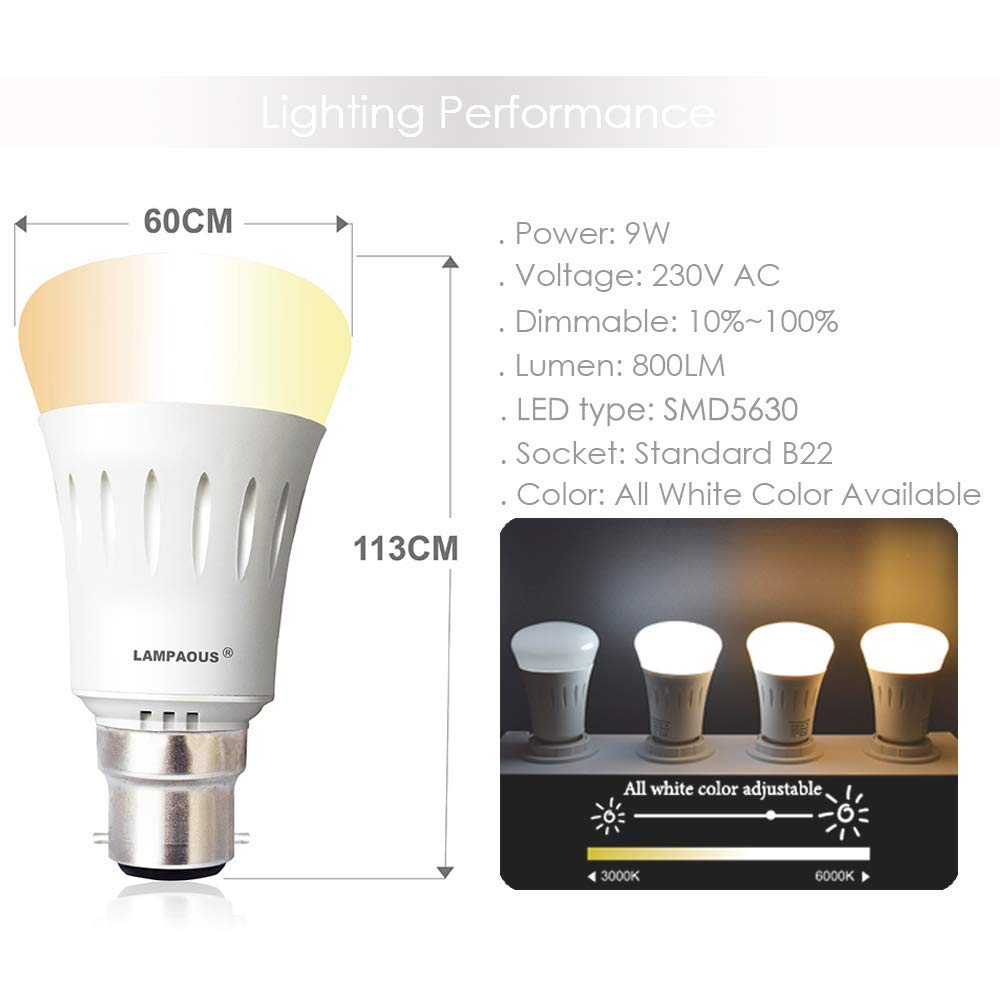 Lighting Performance
60CM
113CM
LAMPAOUS ®
. Power: 9W
. Voltage: 230V AC
. Dimmable: 10%~100%
. Lumen: 800LM
. LED type: SMD5630
. Socket: Standard B22
. Color: All White Color Available
All white color adjustable
3000K
6000K